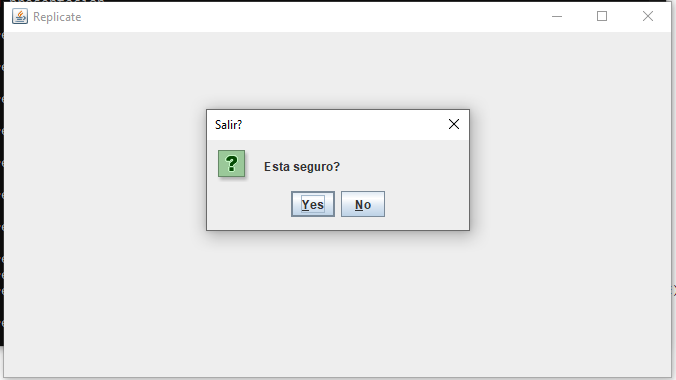 Replicate
Salir?
?
Esta seguro?
Yes No